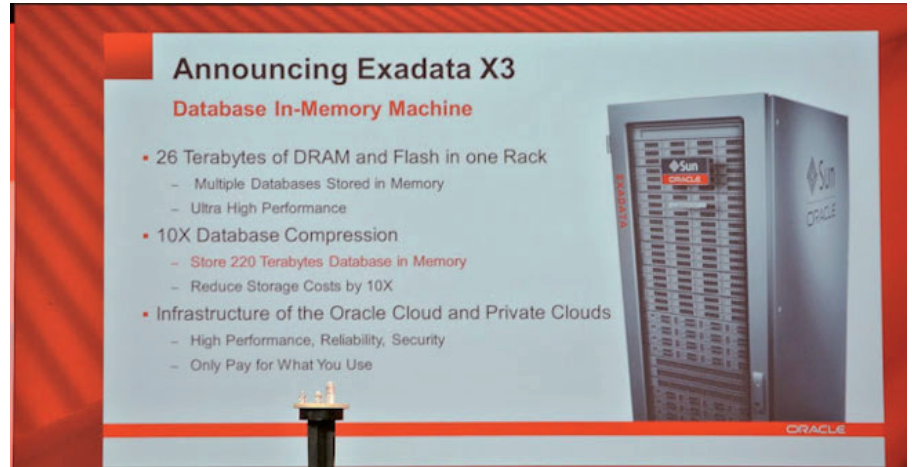 Announcing Exadata X3
Database In-Memory Machine
▪ 26 Terabytes of DRAM and Flash in one Rack
– Multiple Databases Stored in Memory
– Ultra High Performance
▪ 10X Database Compression
– Store 220 Terabytes Database in Memory
– Reduce Storage Costs by 10X
▪ Infrastructure of the Oracle Cloud and Private Clouds
– High Performance, Reliability, Security
– Only Pay for What You Use
Sun
ORACLE
EXADATA
Sun
ORACLE
ORACLE